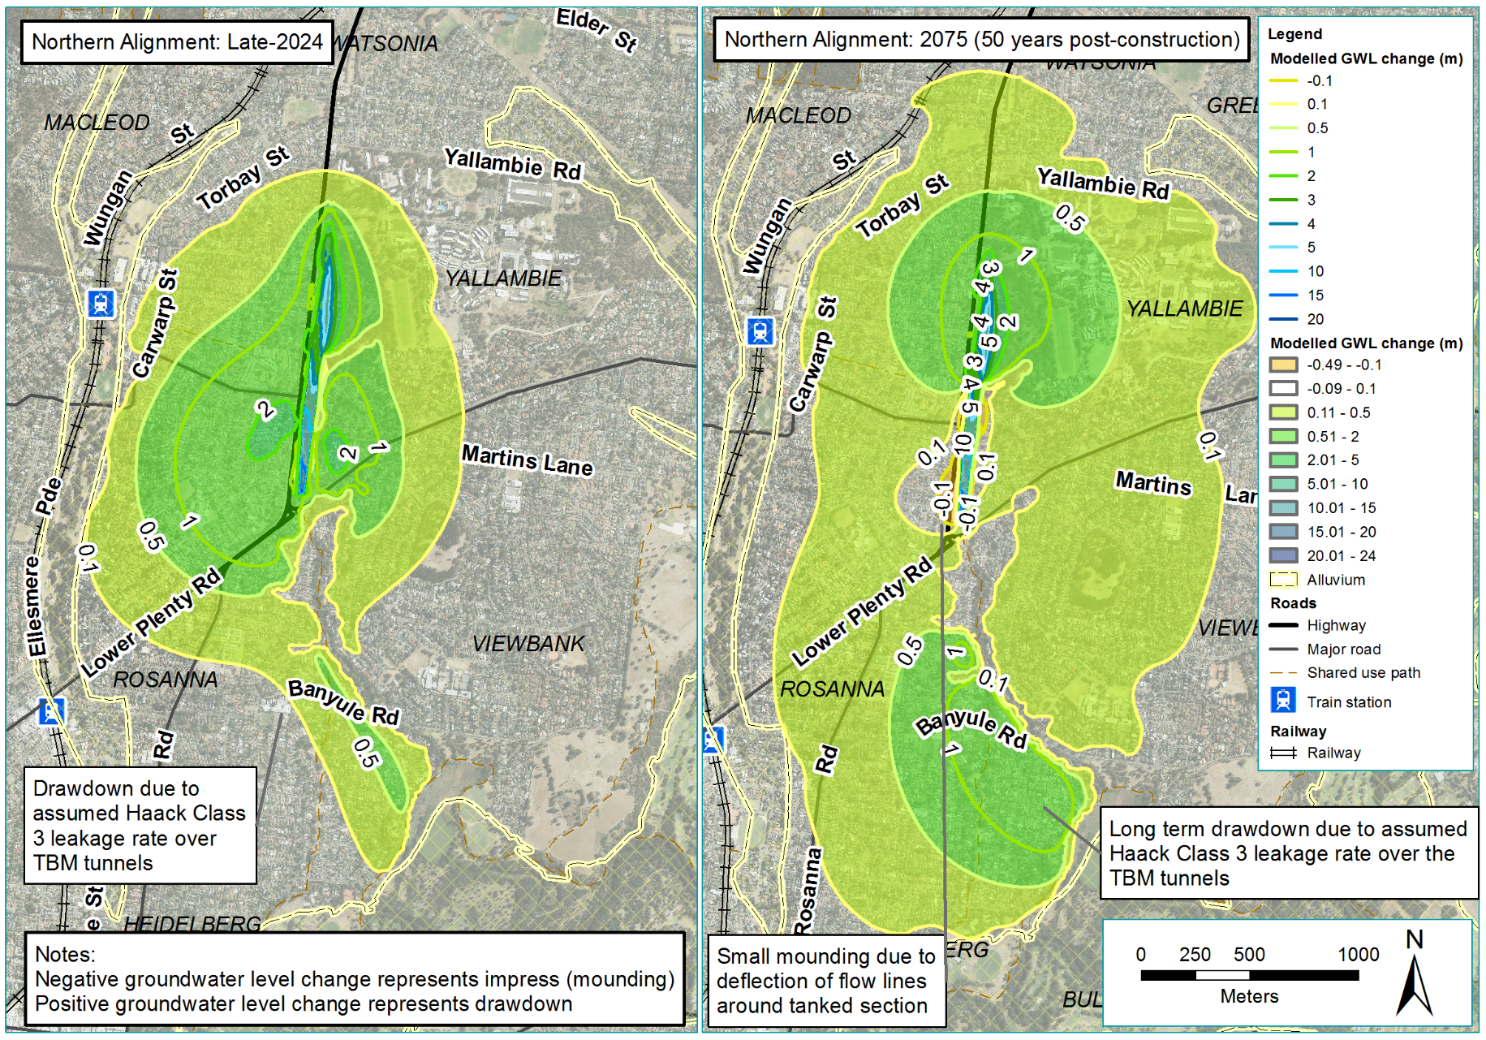 Northern Alignment: Late-2024
WATSONIA
Elder St
MACLEOD
St
Wungan
Torbay St
Yallambie Rd
YALLAMBIE
Carwarp St
2
2
1
Martins Lane
Pde
Ellesmere
1
0.5
0.1
Lower Plenty Rd
VIEWBANK
ROSANNA
Banyule Rd
Rd
0.5
Drawdown due to
assumed Haack Class
3 leakage rate over
TBM tunnels
e St
HEIDELBERG
Notes:
Negative groundwater level change represents impress (mounding)
Positive groundwater level change represents drawdown
Northern Alignment: 2075 (50 years post-construction)
WATSONIA
MACLEOD
GREE
St
Wungan
Torbay St
Yallambie Rd
0.5
1
3
4
YALLAMBIE
4
2
5
3
Carwarp St
4
5
10
0.1
0.1
0.1
-0.1
-0.1
Martins Lan
Lower Plenty Rd
VIEWB
0.5
1
0.1
ROSANNA
Banyule Rd
1
Rd
Rosanna
Long term drawdown due to assumed
Haack Class 3 leakage rate over the
TBM tunnels
Small mounding due to
deflection of flow lines
around tanked section
ERG
BUL
Legend
Modelled GWL change (m)
-0.1
0.1
0.5
1
2
3
4
5
10
15
20
Modelled GWL change (m)
-0.49 - -0.1
-0.09 - 0.1
0.11 - 0.5
0.51 - 2
2.01 - 5
5.01 - 10
10.01 - 15
15.01 - 20
20.01 - 24
Alluvium
Roads
Highway
Major road
Shared use path
Train station
Railway
Railway
0 250 500 1000
Meters
N